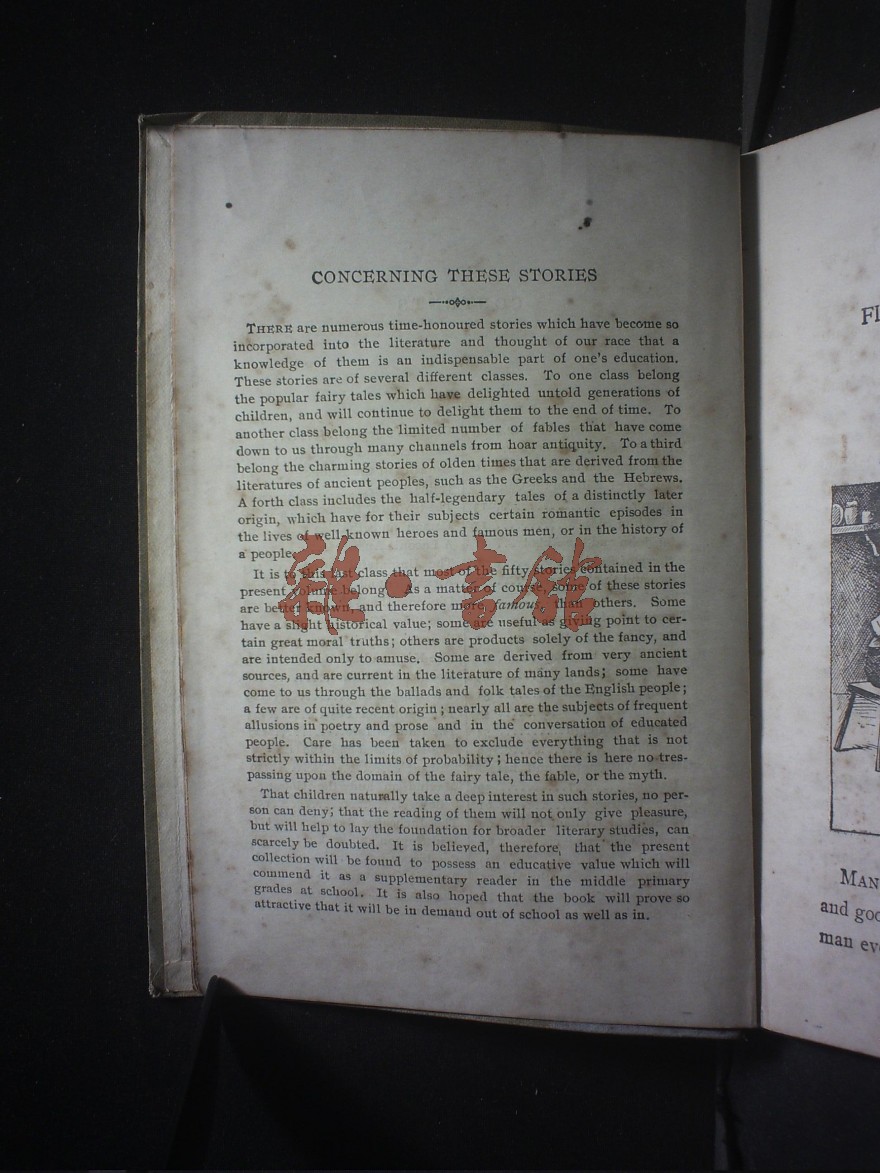 CONCERNING THESE STORIES
THERE are numerous time-honoured stories which have become so
incorporated into the literature and thought of our race that a
knowledge of them is an indispensable part of one's education.
These stories are of several different classes. To one class belong
the popular fairy tales which have delighted untold generations of
children, and will continue to delight them to the end of time. To
another class belong the limited number of fables that have come
down to us through many channels from hoar antiquity. To a third
belong the charming stories of olden times that are derived from the
literatures of ancient peoples, such as the Greeks and the Hebrews.
A forth class includes the half-legendary tales of a distinctly later
origin, which have for their subjects certain romantic episodes in
the lives of well-known heroes and famous men, or in the history of
a people.
It is to this last class that most of the fifty stories contained in the
present volume belong. As a matter of course, some of these stories
are better known, and therefore more famous, than others. Some
have a slight historical value; some are useful as giving point to cer-
tain great moral truths; others are products solely of the fancy, and
are intended only to amuse. Some are derived from very ancient
sources, and are current in the literature of many lands; some have
come to us through the ballads and folk tales of the English people;
a few are of quite recent origin; nearly all are the subjects of frequent
allusions in poetry and prose and in the conversation of educated
people. Care has been taken to exclude everything that is not
strictly within the limits of probability; hence there is here no tres-
passing upon the domain of the fairy tale, the fable, or the myth.
That children naturally take a deep interest in such stories, no per-
son can deny; that the reading of them will not only give pleasure,
but will help to lay the foundation for broader literary studies, can
scarcely be doubted. It is believed, therefore, that the present
collection will be found to possess an educative value which will
commend it as a supplementary reader in the middle primary
grades at school. It is also hoped that the book will prove so
attractive that it will be in demand out of school as well as in.
雜·書館
MAN
and goo
man ev